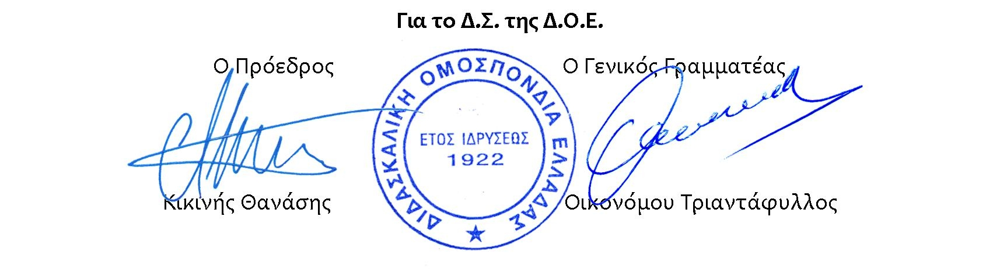 Για το Δ.Σ. της Δ.Ο.Ε.
Ο Πρόεδρος
Ο Γενικός Γραμματέας
ΔΙΔΑΣΚΑΛΙΚΗ ΟΜΟΣΠΟΝΔΙΑ ΕΛΛΑΔΑΣ
ΕΤΟΣ ΙΔΡΥΣΕΩΣ
1922
Κικινής Θανάσης
Οικονόμου Τριαντάφυλλος